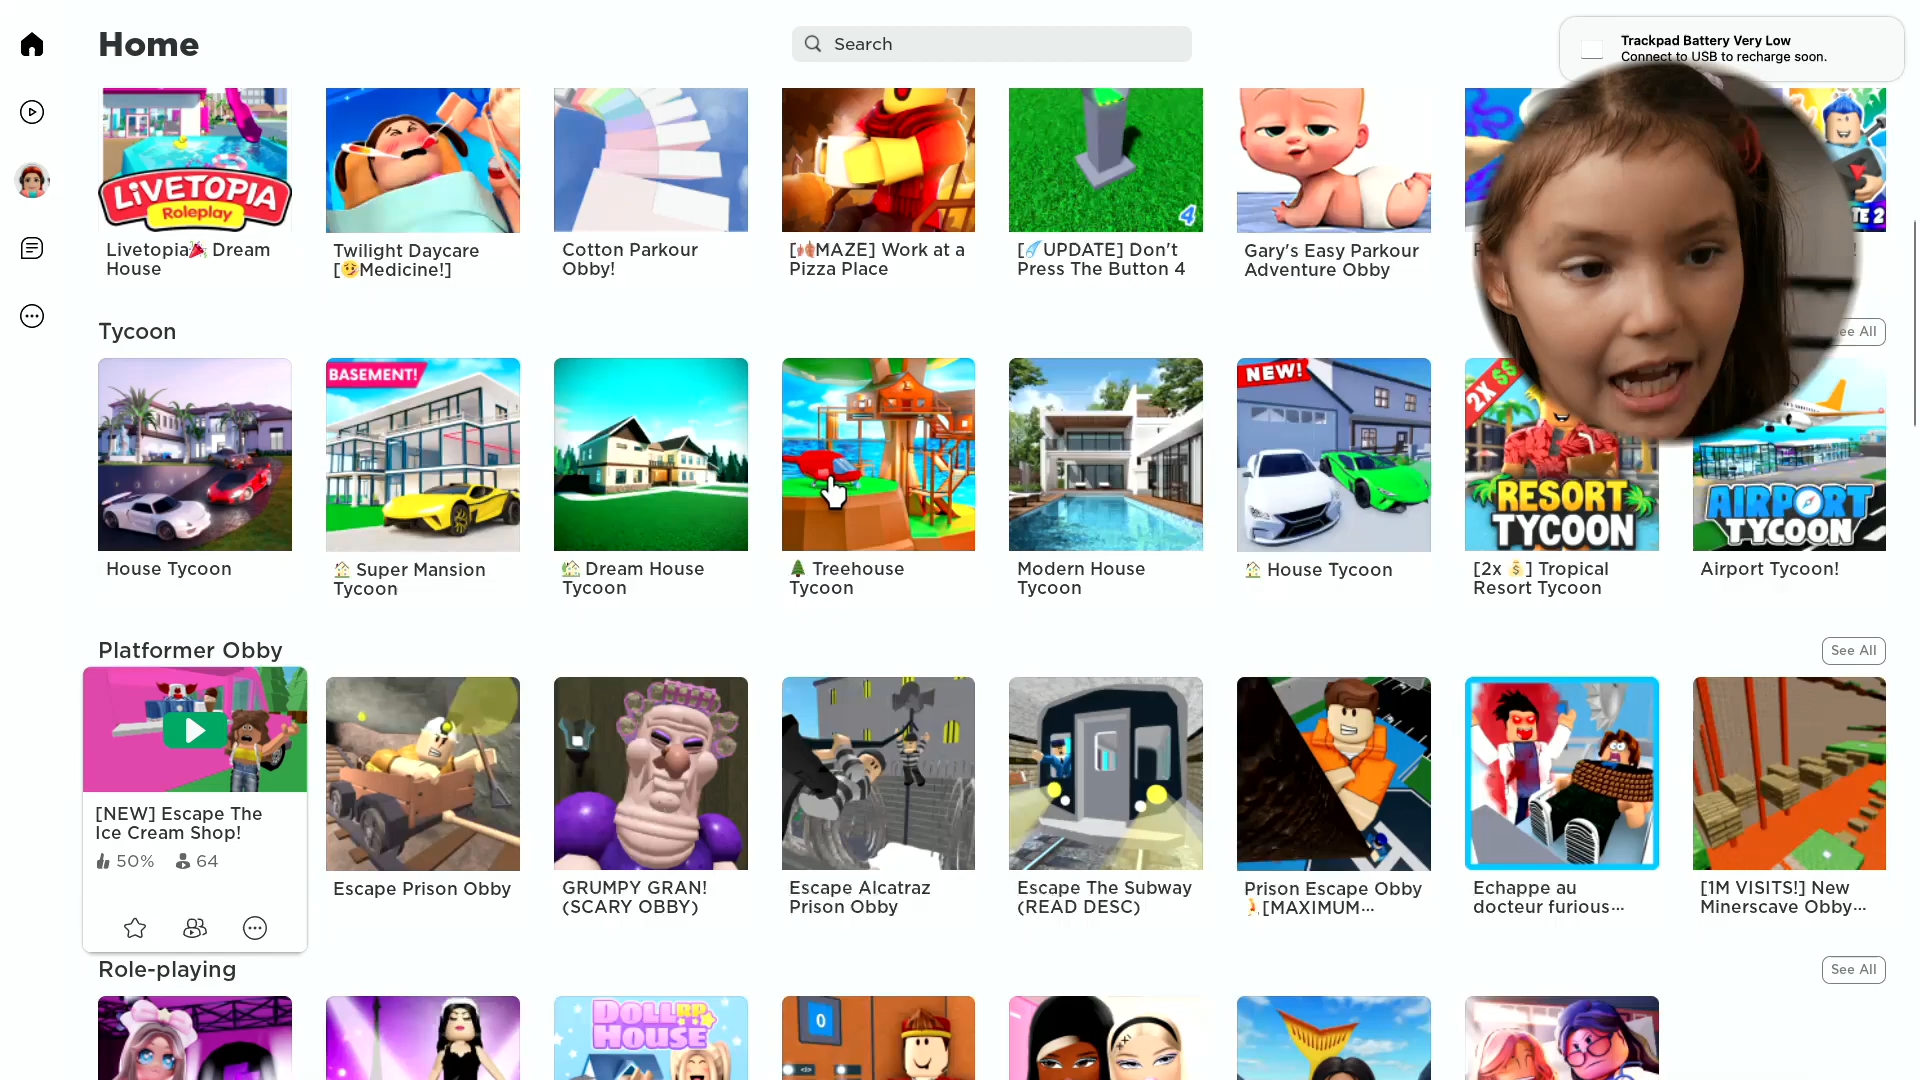 Home
Search
Trackpad Battery Very Low
Connect to USB to recharge soon.
LIVETOPIA
Roleplay
4
TE 2
Livetopia🎉 Dream
House
Twilight Daycare
[🤒Medicine!]
Cotton Parkour
Obby!
MAZE] Work at a
Pizza Place
UPDATE] Don't
Press The Button 4
Gary's Easy Parkour
Adventure Obby
Tycoon
ee All
BASEMENT!
NEW!
2X $$
RESORT
TYCOON
AIRPORT
TYCOON
House Tycoon
🏠 Super Mansion
Tycoon
🏡 Dream House
Tycoon
🌲 Treehouse
Tycoon
Modern House
Tycoon
🏠 House Tycoon
[2x 💰] Tropical
Resort Tycoon
Airport Tycoon!
Platformer Obby
See All
[NEW] Escape The
Ice Cream Shop!
50% 64
Escape Prison Obby
GRUMPY GRAN!
(SCARY OBBY)
Escape Alcatraz
Prison Obby
Escape The Subway
(READ DESC)
Prison Escape Obby
🏃[MAXIMUM...
Echappe au
docteur furious...
[1M VISITS!] New
Minerscave Obby...
Role-playing
See All
DOLL RP
HOUSE
0